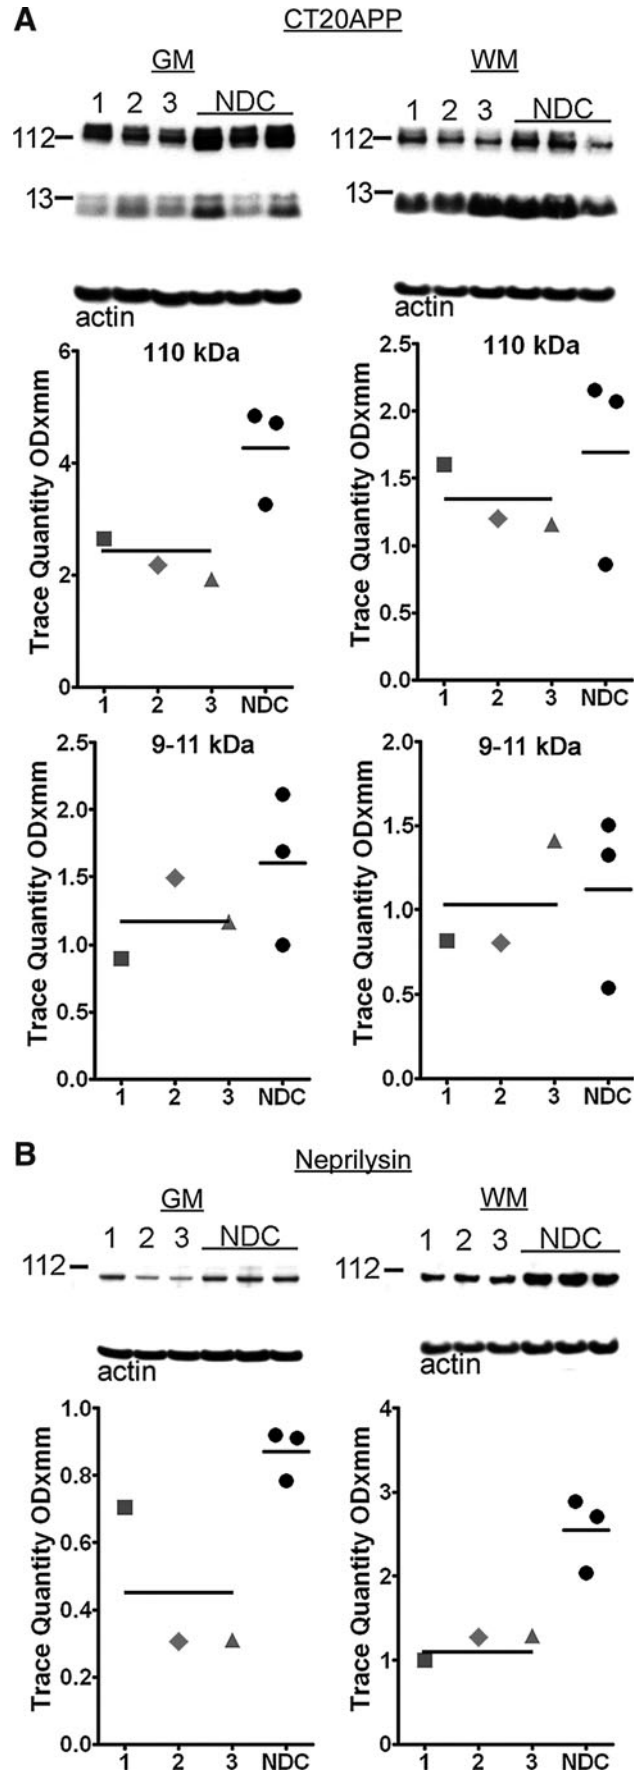 A
CT20APP
GM
WM
1 2 3 NDC
1 2 3 NDC
112
112
13
13
actin
actin
110 kDa
110 kDa
Trace Quantity ODxmm
6
4
2
0
1 2 3 NDC
Trace Quantity ODxmm
2.5
2.0
1.5
1.0
0.5
0.0
1 2 3 NDC
9-11 kDa
9-11 kDa
Trace Quantity ODxmm
2.5
2.0
1.5
1.0
0.5
0.0
1 2 3 NDC
Trace Quantity ODxmm
2.0
1.5
1.0
0.5
0.0
1 2 3 NDC
B
Neprilysin
GM
WM
1 2 3 NDC
1 2 3 NDC
112
112
actin
actin
Trace Quantity ODxmm
1.0
0.8
0.6
0.4
0.2
0.0
1 2 3 NDC
Trace Quantity ODxmm
4
3
2
1
0
1 2 3 NDC